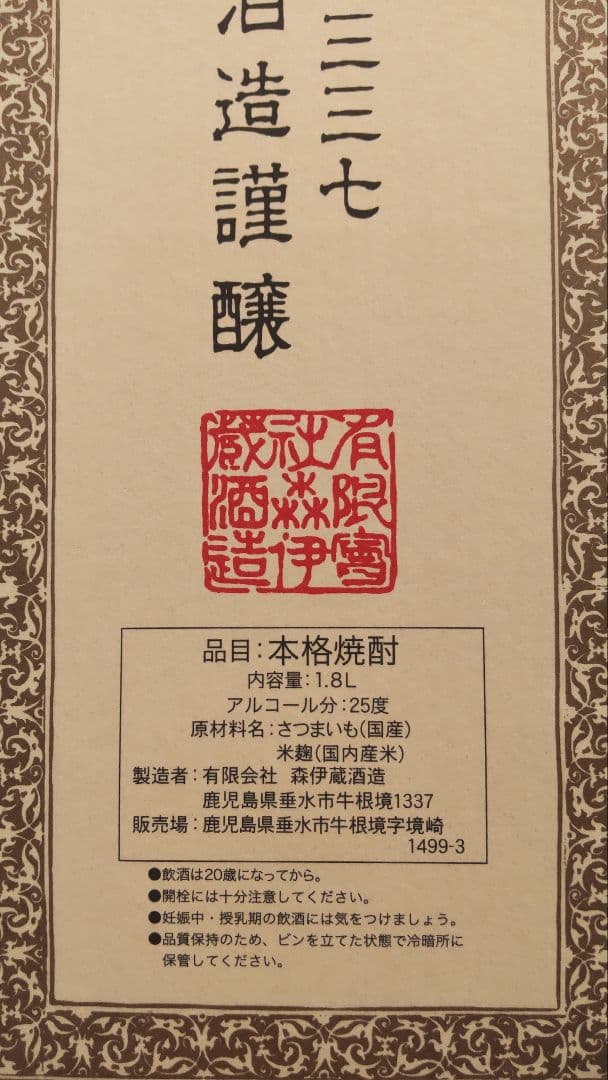 三三七
酒造謹醸
有限會
社森伊
蔵酒造
品目：本格焼酎
内容量：1.8L
アルコール分：25度
原材料名：さつまいも（国産）
米麹（国内産米）
製造者：有限会社 森伊蔵酒造
鹿児島県垂水市牛根境1337
販売場：鹿児島県垂水市牛根境字境崎
1499-3
●飲酒は20歳になってから。
●開栓には十分注意してください。
●妊娠中・授乳期の飲酒には気をつけましょう。
●品質保持のため、ビンを立てた状態で冷暗所に
保管してください。